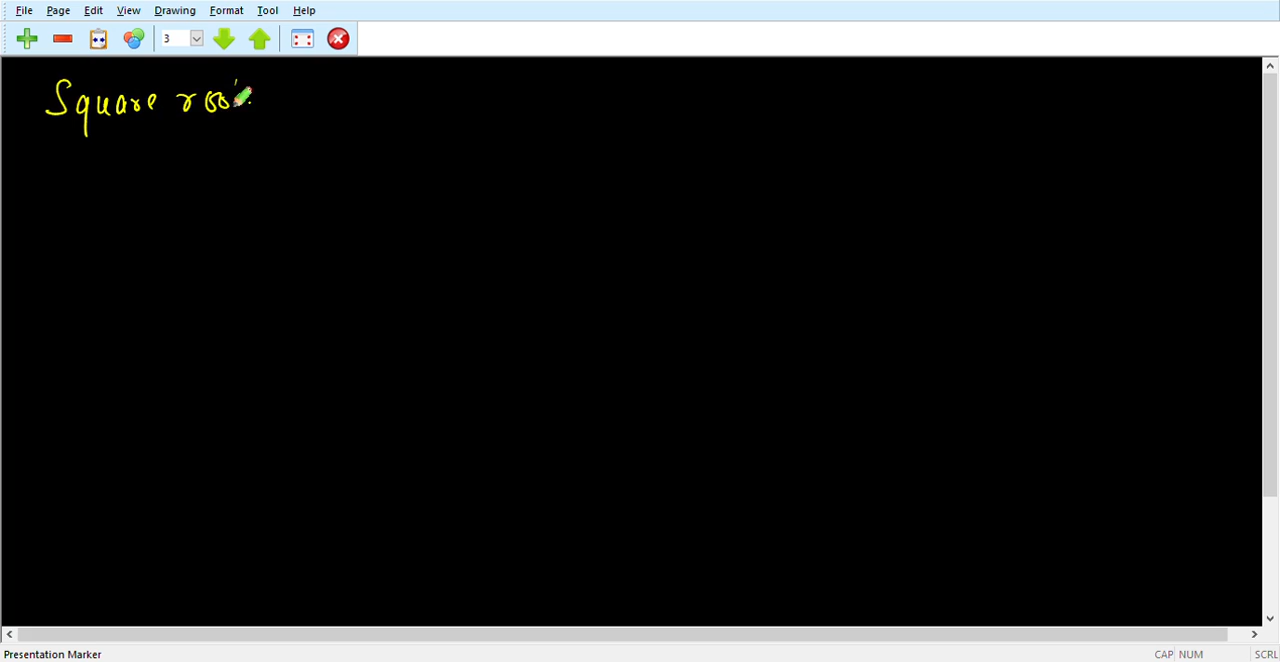 File Page Edit View Drawing Format Tool Help
3
Square roo
Presentation Marker CAP NUM SCRL